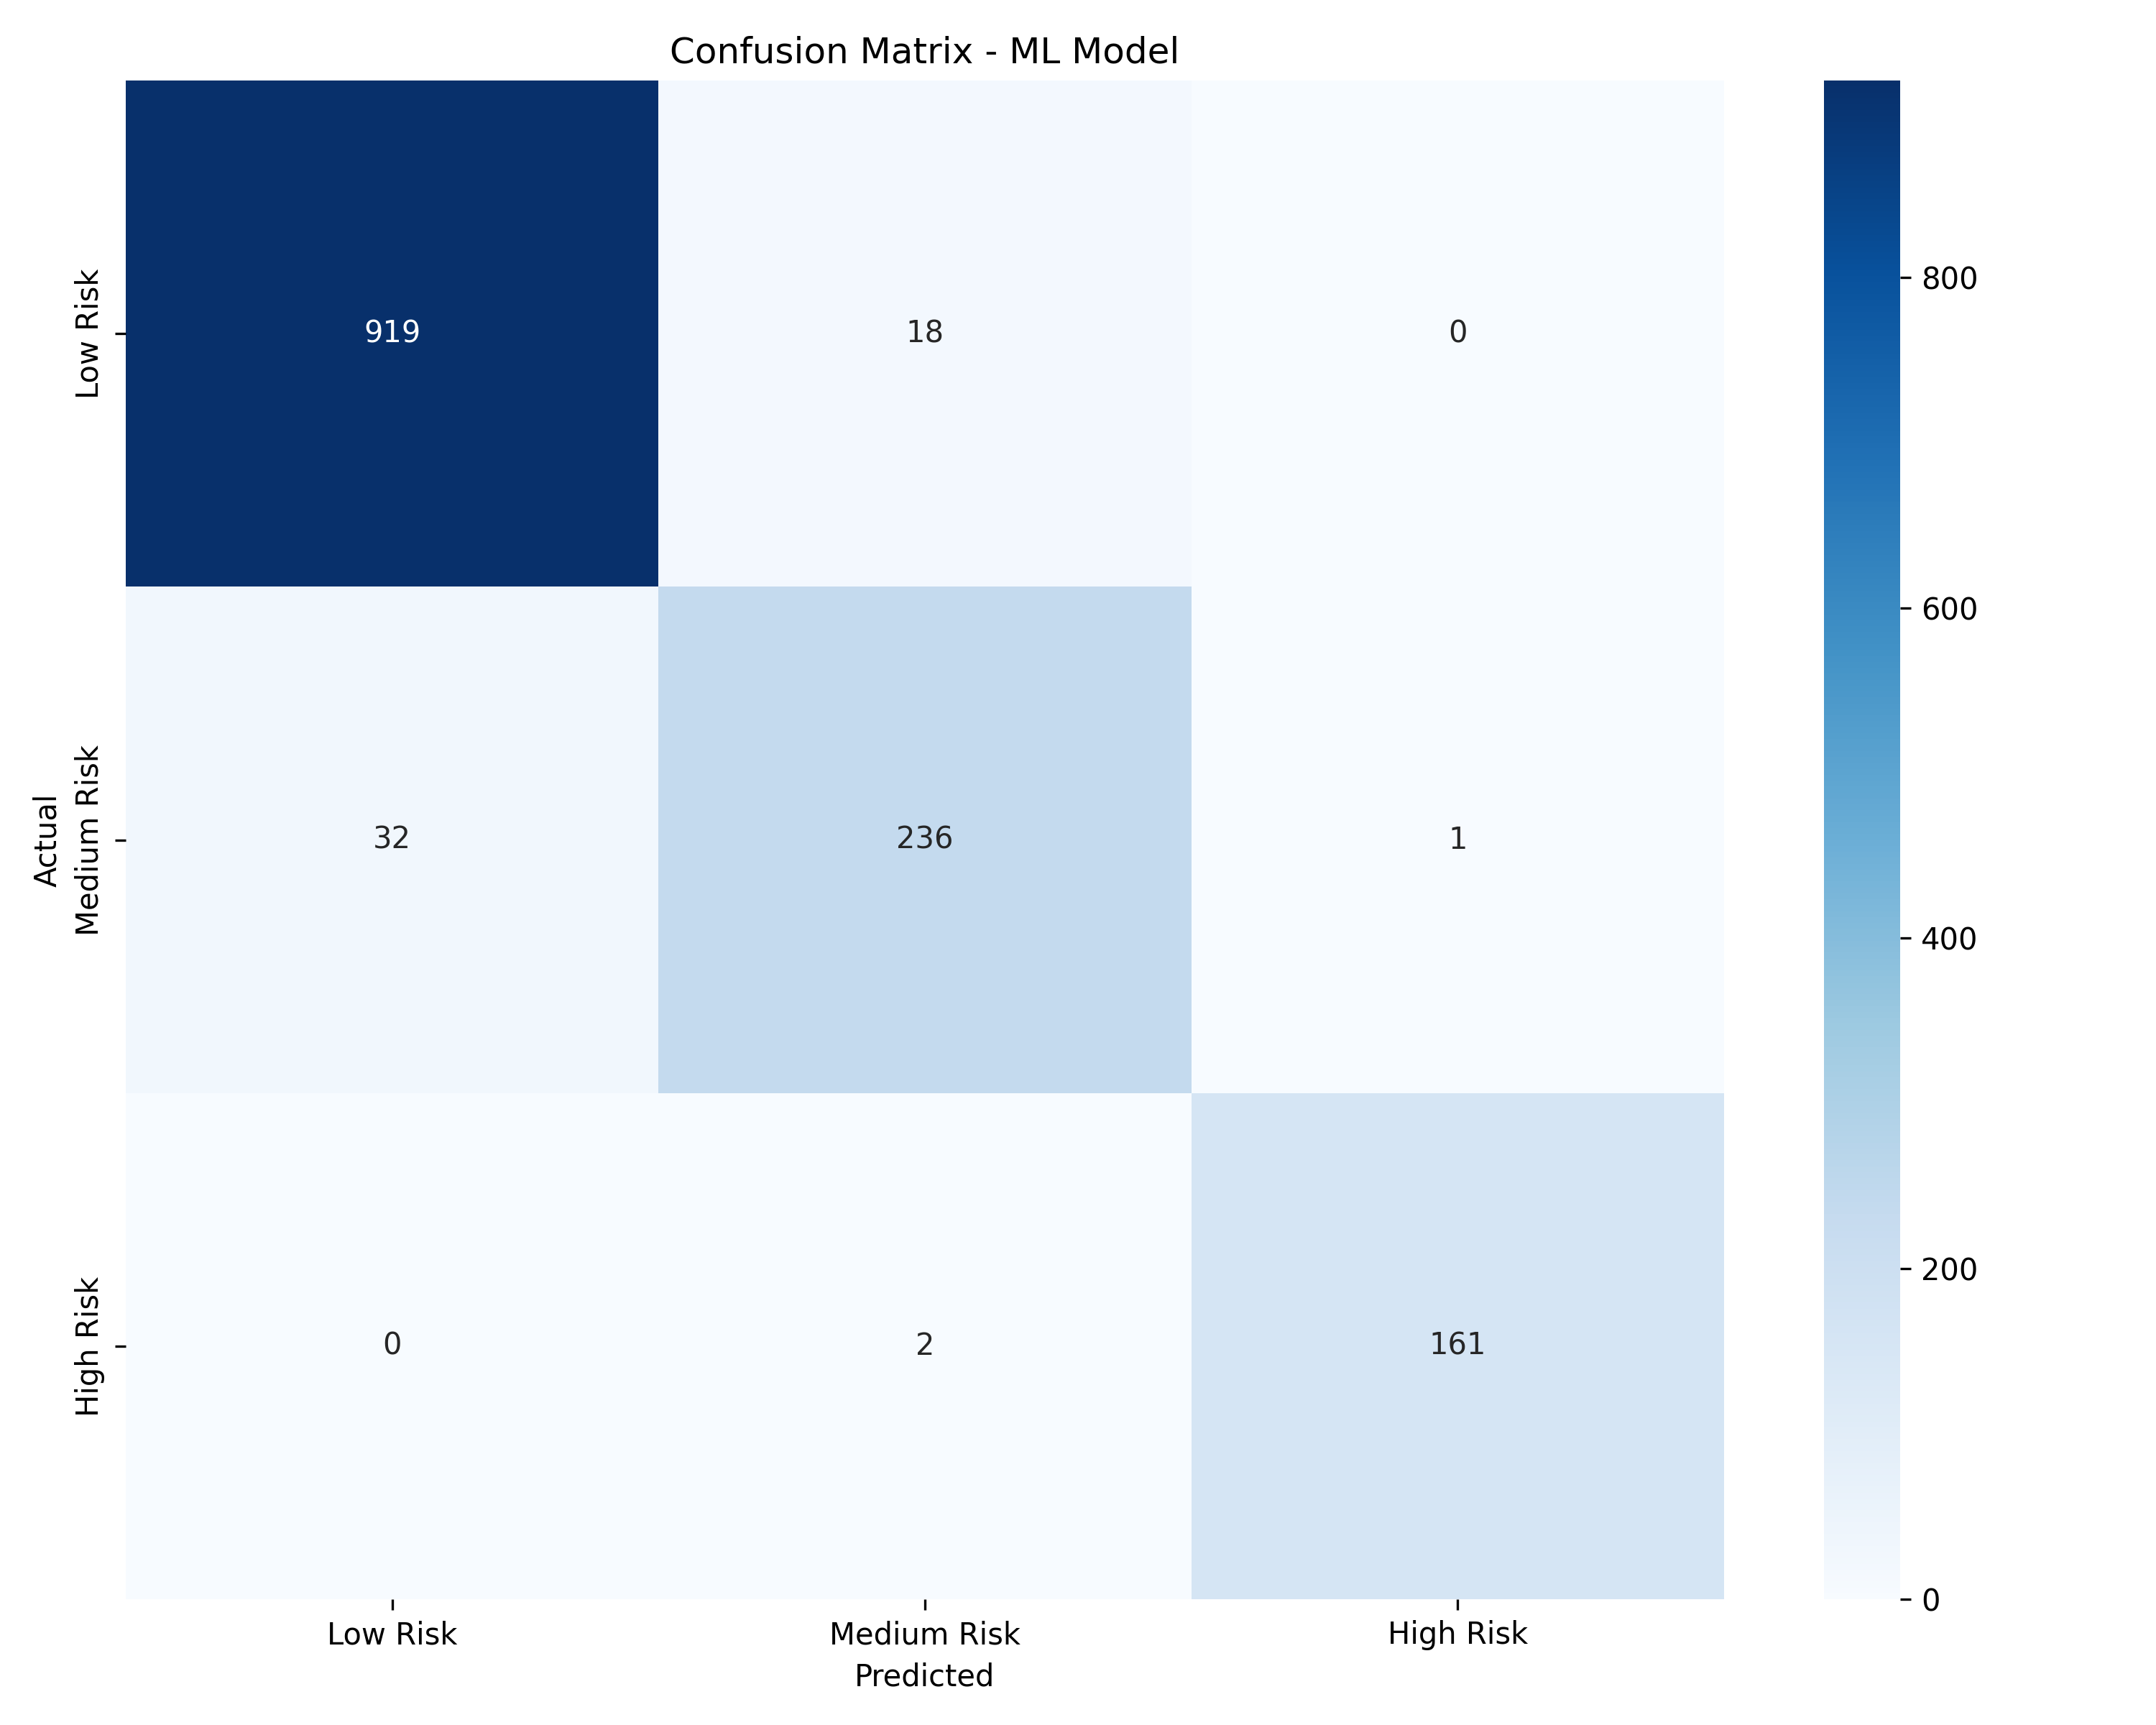 Confusion Matrix - ML Model
Actual
Low Risk
919
18
0
Medium Risk
32
236
1
High Risk
0
2
161
Low Risk
Medium Risk
High Risk
Predicted
800
600
400
200
0